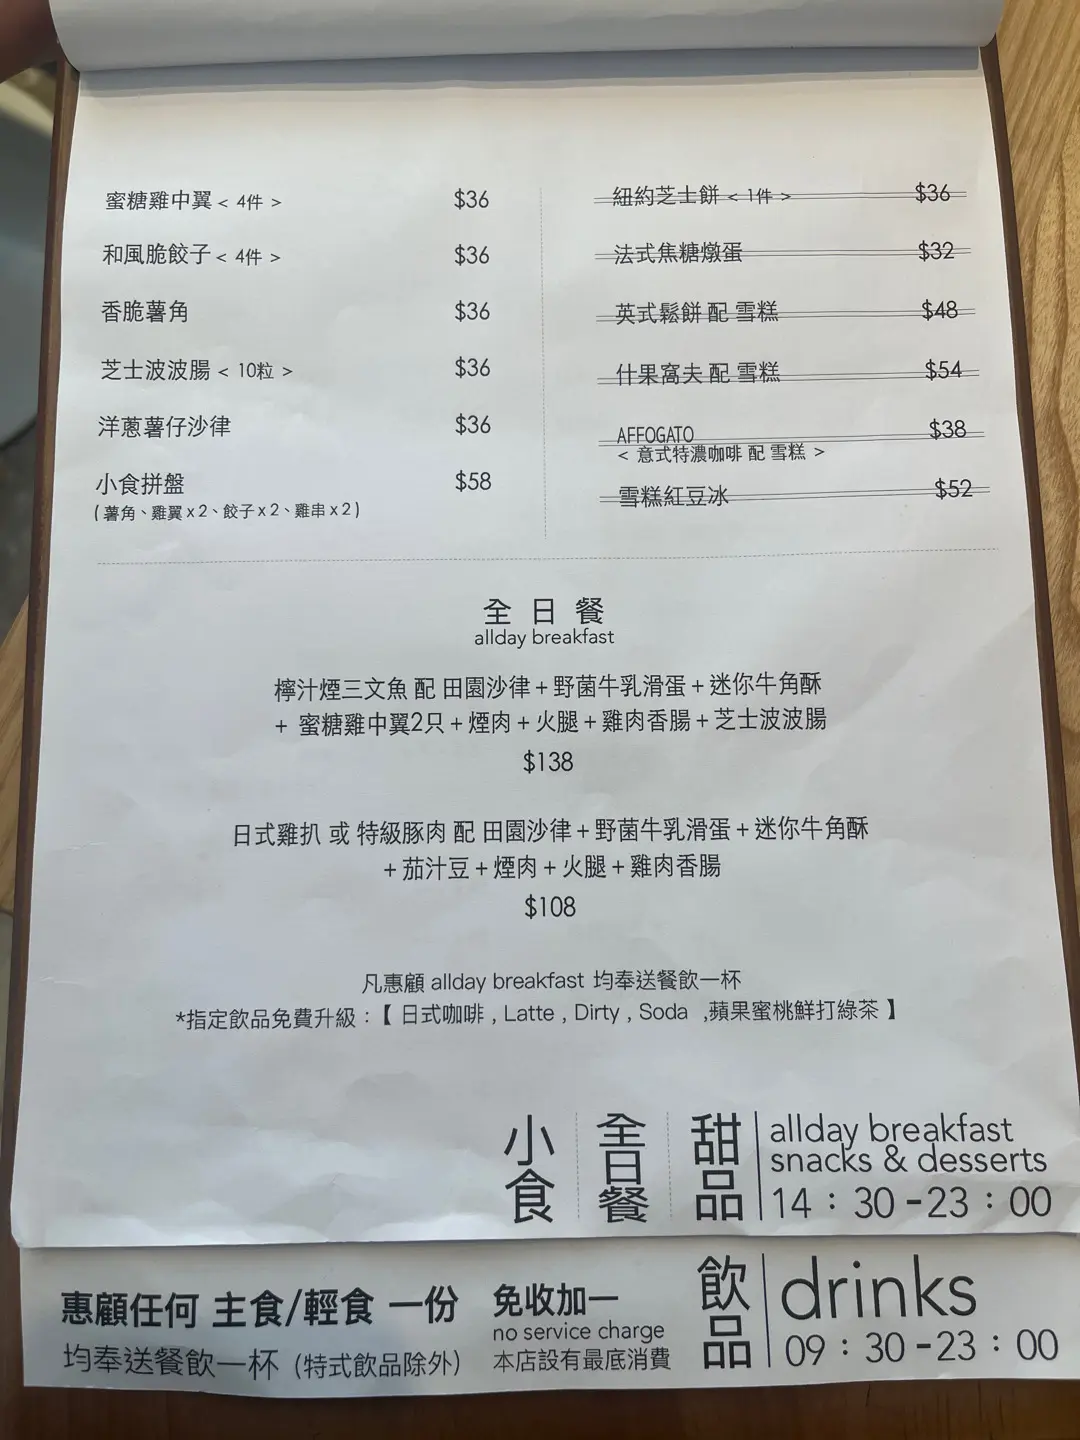 蜜糖雞中翼 < 4件 > $36
和風脆餃子 < 4件 > $36
香脆薯角 $36
芝士波波腸 < 10粒 > $36
洋蔥薯仔沙律 $36
小食拼盤 $58
( 薯角、雞翼 x 2、餃子 x 2、雞串 x 2 )
紐約芝士餅 < 1件 > $36
法式焦糖燉蛋 $32
英式鬆餅 配 雪糕 $48
什果窩夫 配 雪糕 $54
AFFOGATO $38
< 意式特濃咖啡 配 雪糕 >
雪糕紅豆冰 $52
全日餐
allday breakfast
檸汁煙三文魚 配 田園沙律 + 野菌牛乳滑蛋 + 迷你牛角酥
+ 蜜糖雞中翼2只 + 煙肉 + 火腿 + 雞肉香腸 + 芝士波波腸
$138
日式雞扒 或 特級豚肉 配 田園沙律 + 野菌牛乳滑蛋 + 迷你牛角酥
+ 茄汁豆 + 煙肉 + 火腿 + 雞肉香腸
$108
凡惠顧 allday breakfast 均奉送餐飲一杯
*指定飲品免費升級：【 日式咖啡 , Latte , Dirty , Soda ,蘋果蜜桃鮮打綠茶 】
小食
全日餐
甜品
allday breakfast
snacks & desserts
14：30-23：00
惠顧任何 主食/輕食 一份
均奉送餐飲一杯 (特式飲品除外)
免收加一
no service charge
本店設有最底消費
飲品
drinks
09：30-23：00